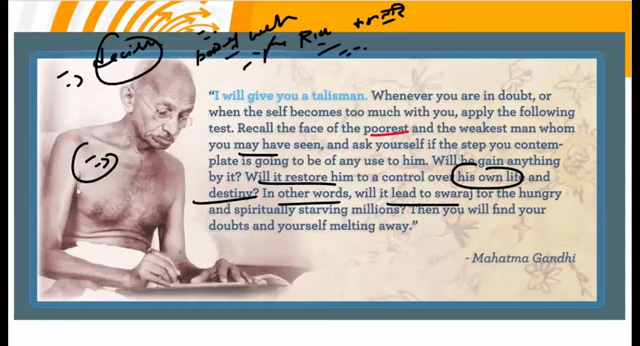 decide
Rich
"I will give you a talisman. Whenever you are in doubt, or
when the self becomes too much with you, apply the following
test. Recall the face of the poorest and the weakest man whom
you may have seen, and ask yourself if the step you contem-
plate is going to be of any use to him. Will he gain anything
by it? Will it restore him to a control over his own life and
destiny? In other words, will it lead to swaraj for the hungry
and spiritually starving millions? Then you will find your
doubts and yourself melting away."
- Mahatma Gandhi